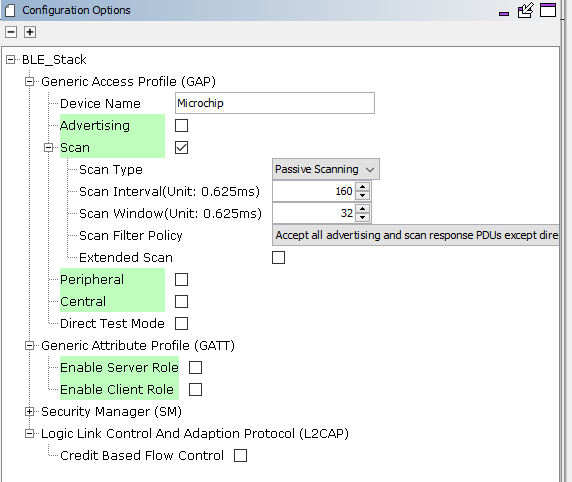 Configuration Options
BLE_Stack
Generic Access Profile (GAP)
Device Name Microchip
Advertising
Scan
Scan Type Passive Scanning
Scan Interval(Unit: 0.625ms) 160
Scan Window(Unit: 0.625ms) 32
Scan Filter Policy Accept all advertising and scan response PDUs except dire
Extended Scan
Peripheral
Central
Direct Test Mode
Generic Attribute Profile (GATT)
Enable Server Role
Enable Client Role
Security Manager (SM)
Logic Link Control And Adaption Protocol (L2CAP)
Credit Based Flow Control